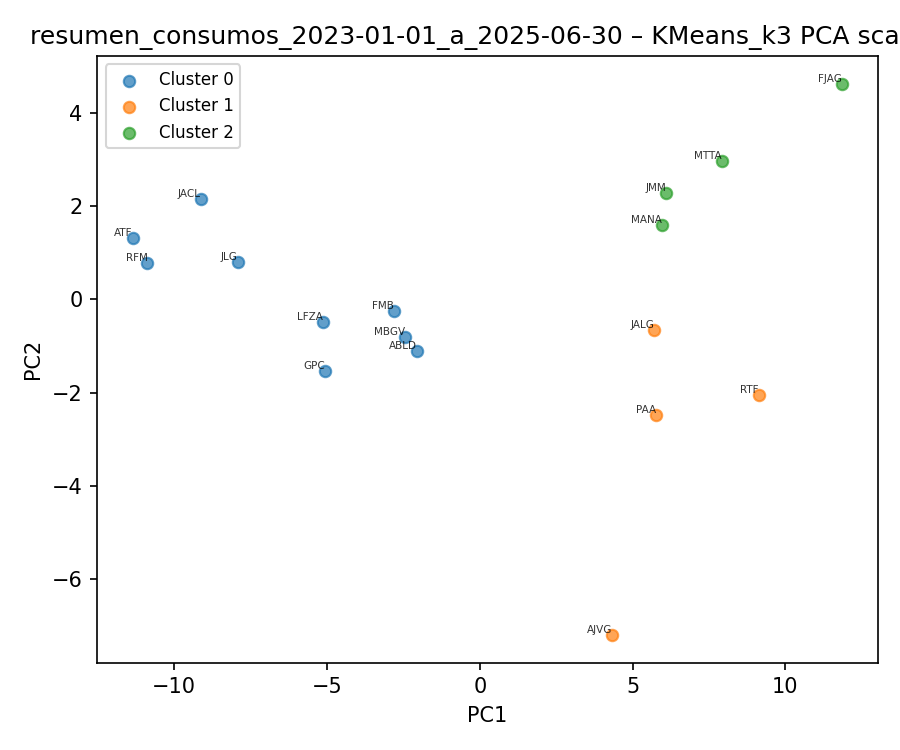 resumen_consumos_2023-01-01_a_2025-06-30 – KMeans_k3 PCA sca
Cluster 0
Cluster 1
Cluster 2
FJAG
MTTA
JMM
MANA
JACL
ATF
RFM
JLG
LFZA
FMB
MBGV
ABLD
GPC
JALG
RTF
PAA
AJVG
4
2
0
−2
−4
−6
PC2
−10
−5
0
5
10
PC1